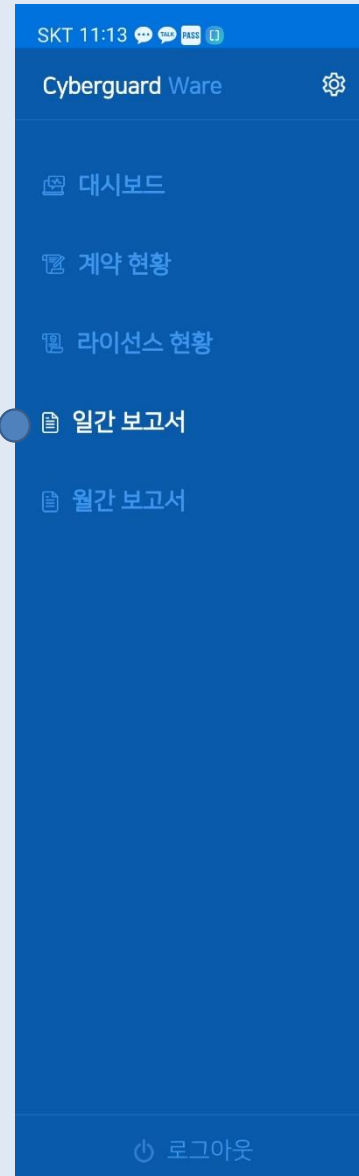 SKT 11:13 TALK PASS
Cyberguard Ware
대시보드
계약 현황
라이선스 현황
일간 보고서
월간 보고서
로그아웃